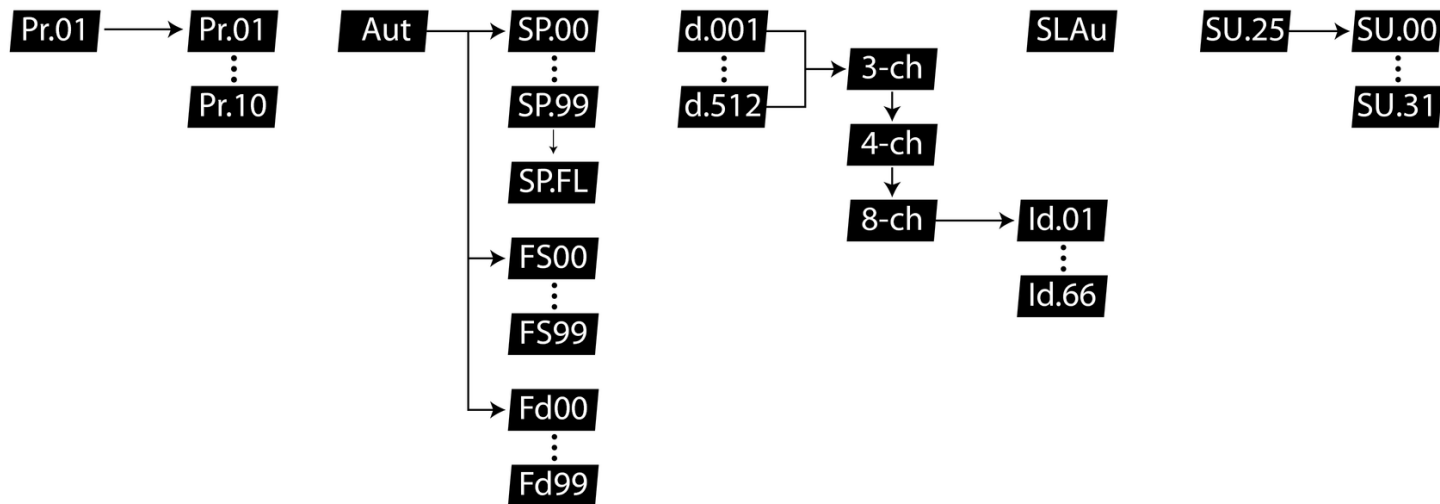 Pr.01 Pr.01 Aut SP.00 d.001 SLAu SU.25 SU.00
3-ch
Pr.10 SP.99 d.512 SU.31
4-ch
SP.FL
8-ch Id.01
FS00
Id.66
FS99
Fd00
Fd99